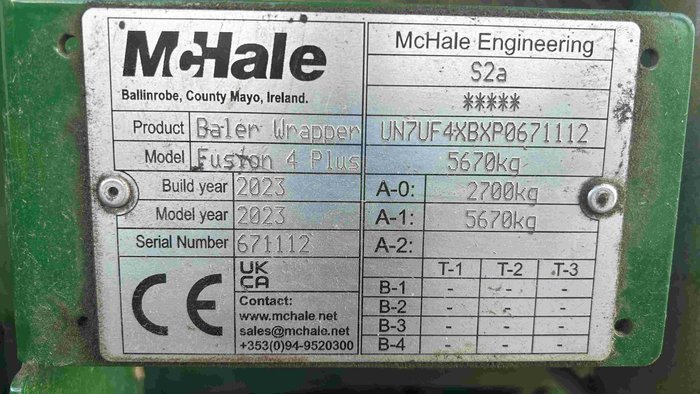 McHale
Ballinrobe, County Mayo, Ireland.
Product Baler Wrapper
Model Fusion 4 Plus
Build year 2023
Model year 2023
Serial Number 671112
CE
UK
CA
Contact:
www.mchale.net
sales@mchale.net
+353(0)94-9520300
McHale Engineering
S2a
*****
UN7UF4XBXP0671112
5670kg
A-0: 2700kg
A-1: 5670kg
A-2:
T-1 T-2 T-3
B-1 - - -
B-2 - - -
B-3 - - -
B-4 - - -